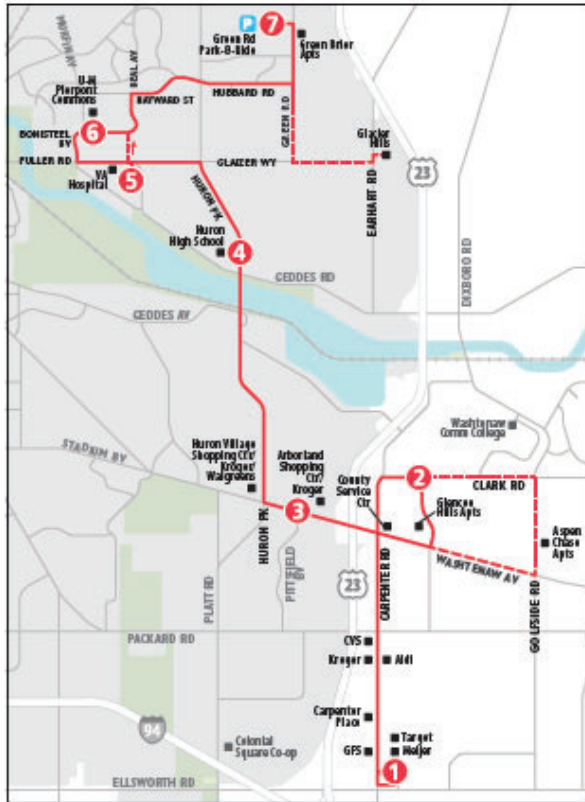 P
7
Green Rd
Park-&-Ride
Green Brier
Apts
BEAL AV
U-M
Pierpont
Commons
HUBBARD RD
HAYWARD ST
GREEN RD
Glacier
Hills
6
BONISTEEL
BV
FULLER RD
GLAZIER WY
23
VA
Hospital
5
HURON PK
EARHART RD
Huron
High School
4
DIXBORO RD
GEDDES RD
GEDDES AV
STADIUM BV
Washtenaw
Comm College
Huron Village
Shopping Ctr/
Kroger/
Walgreens
Arborland
Shopping
Ctr/
Kroger
County
Service
Ctr
2
CLARK RD
Glencoe
Hills Apts
3
Aspen
Chase
Apts
HURON PK
PLATT RD
PITTSFIELD
BV
23
CARPENTER RD
WASHTENAW AV
GOLFSIDE RD
PACKARD RD
CVS
Kroger
Aldi
Carpenter
Place
94
Colonial
Square Co-op
Target
Meijer
GFS
1
ELLSWORTH RD